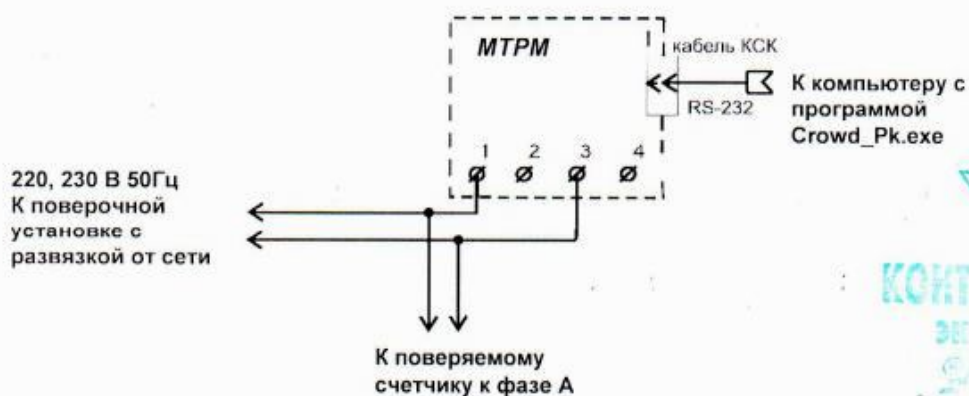 МТРМ
кабель КСК
К компьютеру с
программой
Crowd_Pk.exe
RS-232
1 2 3 4
220, 230 В 50Гц
К поверочной
установке с
развязкой от сети
К поверяемому
счетчику к фазе А